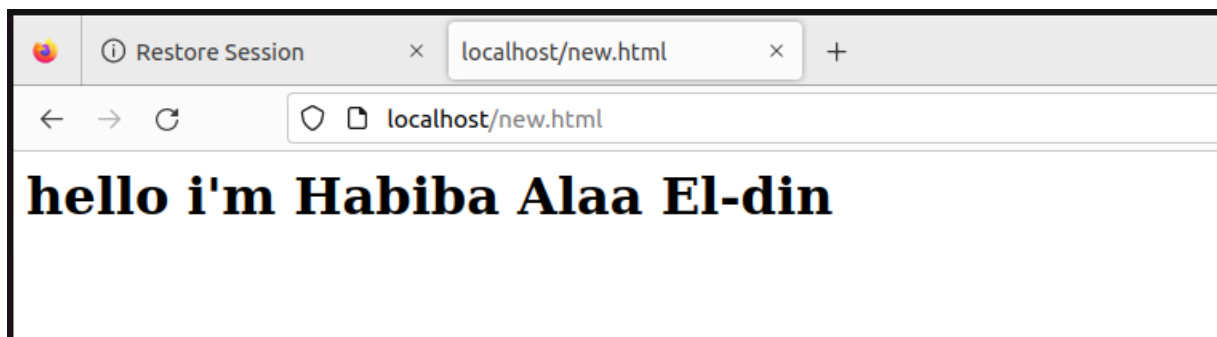 Restore Session
localhost/new.html
localhost/new.html
hello i'm Habiba Alaa El-din